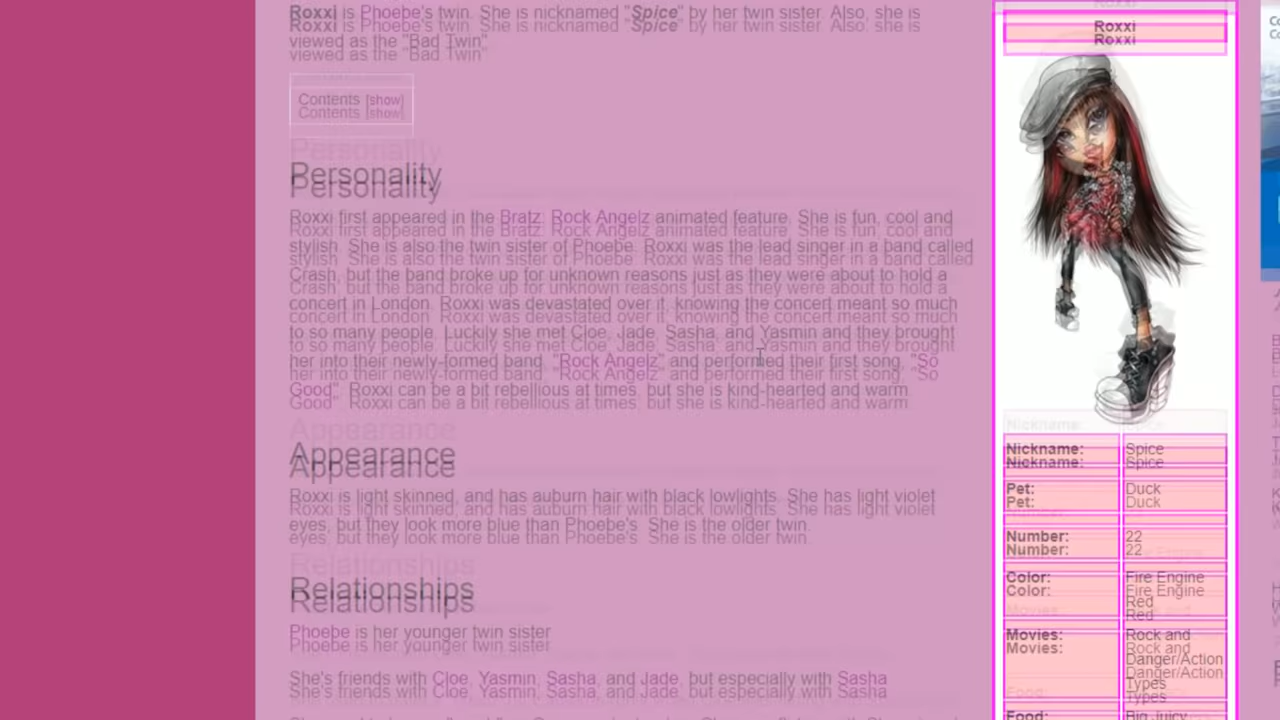 Roxxi is Phoebe's twin. She is nicknamed "Spice" by her twin sister. Also, she is
viewed as the "Bad Twin"
Contents [show]
Personality
Roxxi first appeared in the Bratz: Rock Angelz animated feature. She is fun, cool and
stylish. She is also the twin sister of Phoebe. Roxxi was the lead singer in a band called
Crash, but the band broke up for unknown reasons just as they were about to hold a
concert in London. Roxxi was devastated over it, knowing the concert meant so much
to so many people. Luckily she met Cloe, Jade, Sasha, and Yasmin and they brought
her into their newly-formed band, "Rock Angelz" and performed their first song, "So
Good". Roxxi can be a bit rebellious at times, but she is kind-hearted and warm.
Appearance
Roxxi is light skinned, and has auburn hair with black lowlights. She has light violet
eyes, but they look more blue than Phoebe's. She is the older twin.
Relationships
Phoebe is her younger twin sister
She's friends with Cloe, Yasmin, Sasha, and Jade, but especially with Sasha
Roxxi
Nickname: Spice
Pet: Duck
Number: 22
Color: Fire Engine
Red
Movies: Rock and
Danger/Action
Types
Food: Big Juicy